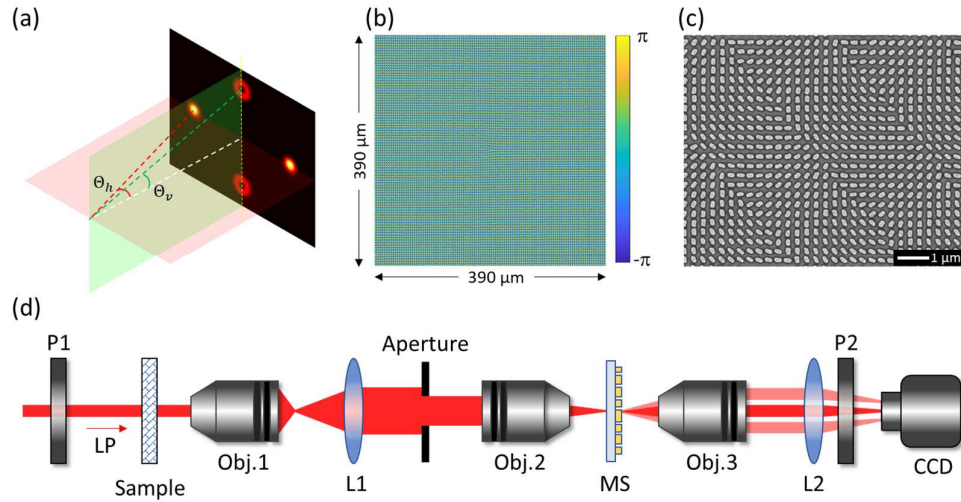 (a)
Θh
Θv
(b)
390 μm
390 μm
π
-π
(c)
1 μm
(d)
P1
LP
Sample
Obj.1
L1
Aperture
Obj.2
MS
Obj.3
L2
P2
CCD